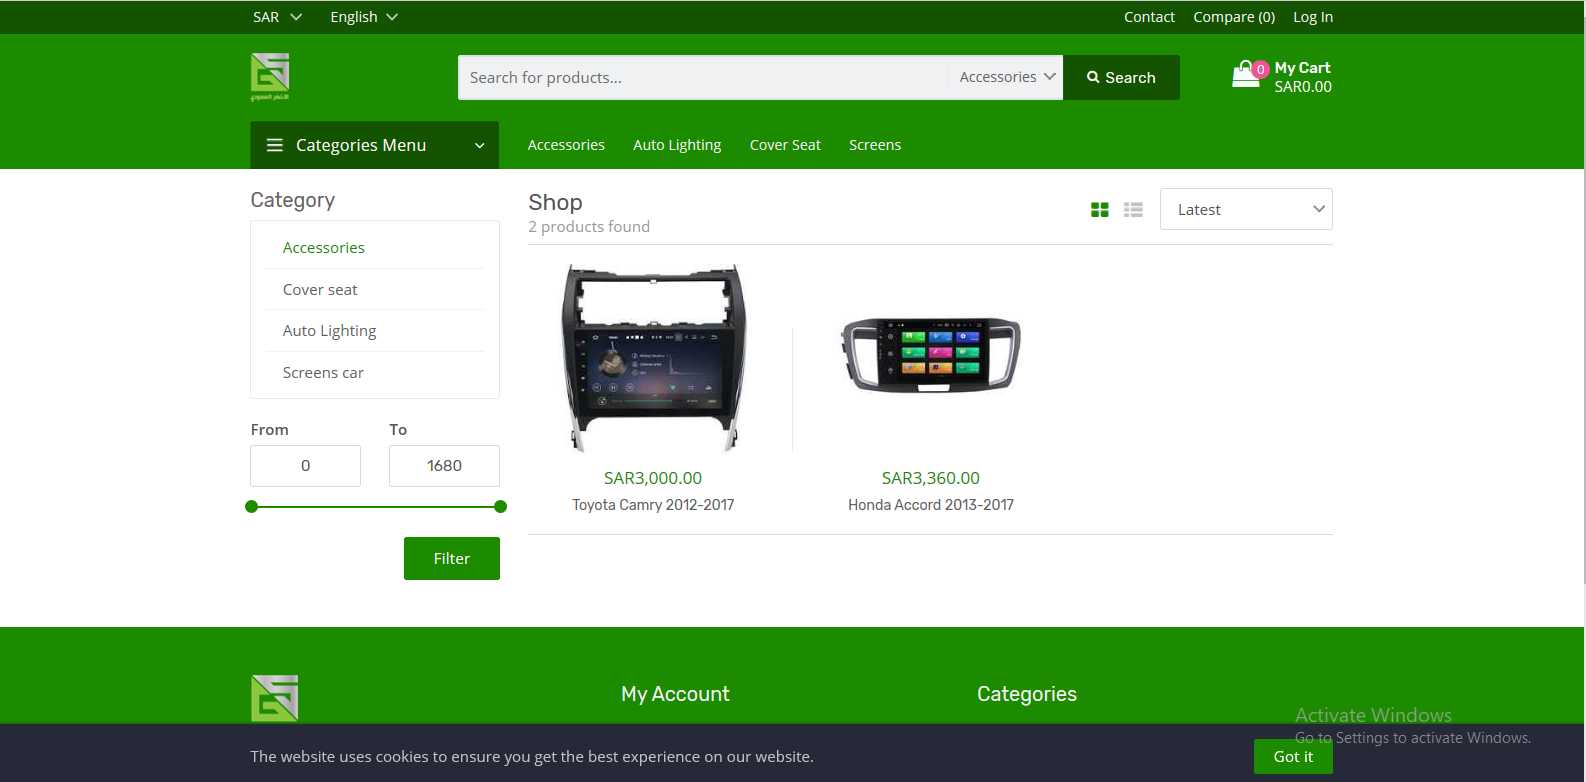 SAR
English
Contact
Compare (0)
Log In
Search for products...
Accessories
Search
0
My Cart
SAR0.00
Categories Menu
Accessories
Auto Lighting
Cover Seat
Screens
Category
Accessories
Cover seat
Auto Lighting
Screens car
From
To
0
1680
Filter
Shop
2 products found
Latest
SAR3,000.00
Toyota Camry 2012-2017
SAR3,360.00
Honda Accord 2013-2017
My Account
Categories
Activate Windows
Go to Settings to activate Windows.
The website uses cookies to ensure you get the best experience on our website.
Got it